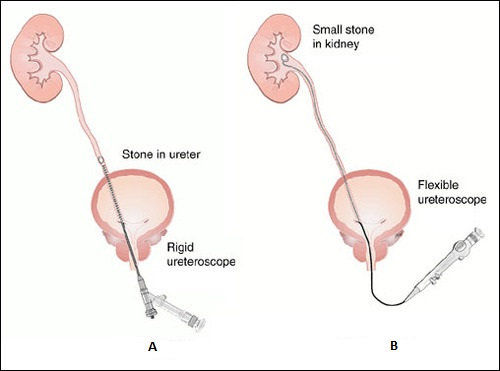 Stone in ureter
Rigid
ureteroscope
A
Small stone
in kidney
Flexible
ureteroscope
B